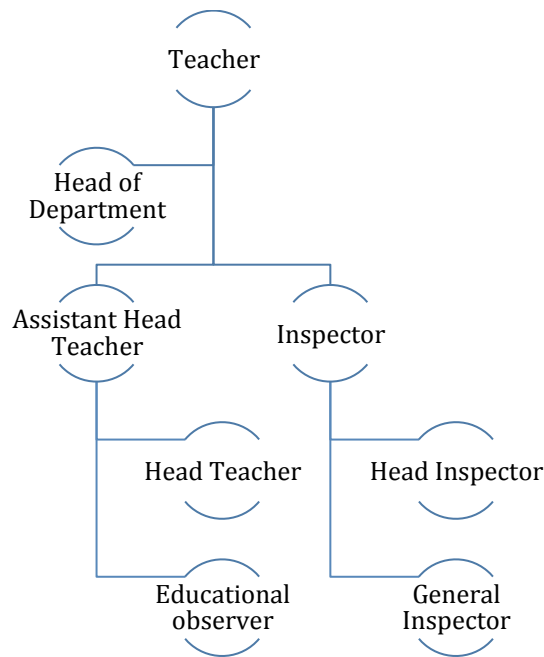 Teacher
Head of
Department
Assistant Head
Teacher
Inspector
Head Teacher
Head Inspector
Educational
observer
General
Inspector